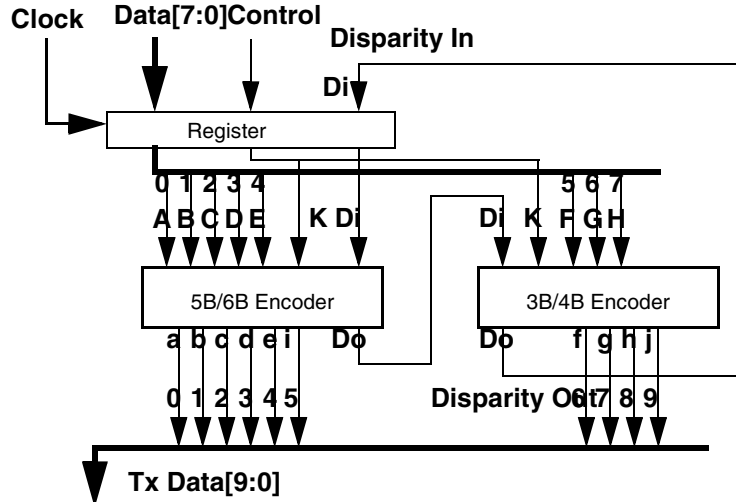 Clock Data[7:0]Control
Disparity In
Di
Register
0 1 2 3 4 5 6 7
A B C D E K Di Di K F G H
5B/6B Encoder 3B/4B Encoder
a b c d e i Do Do f g h j
0 1 2 3 4 5 Disparity Out 6 7 8 9
Tx Data[9:0]